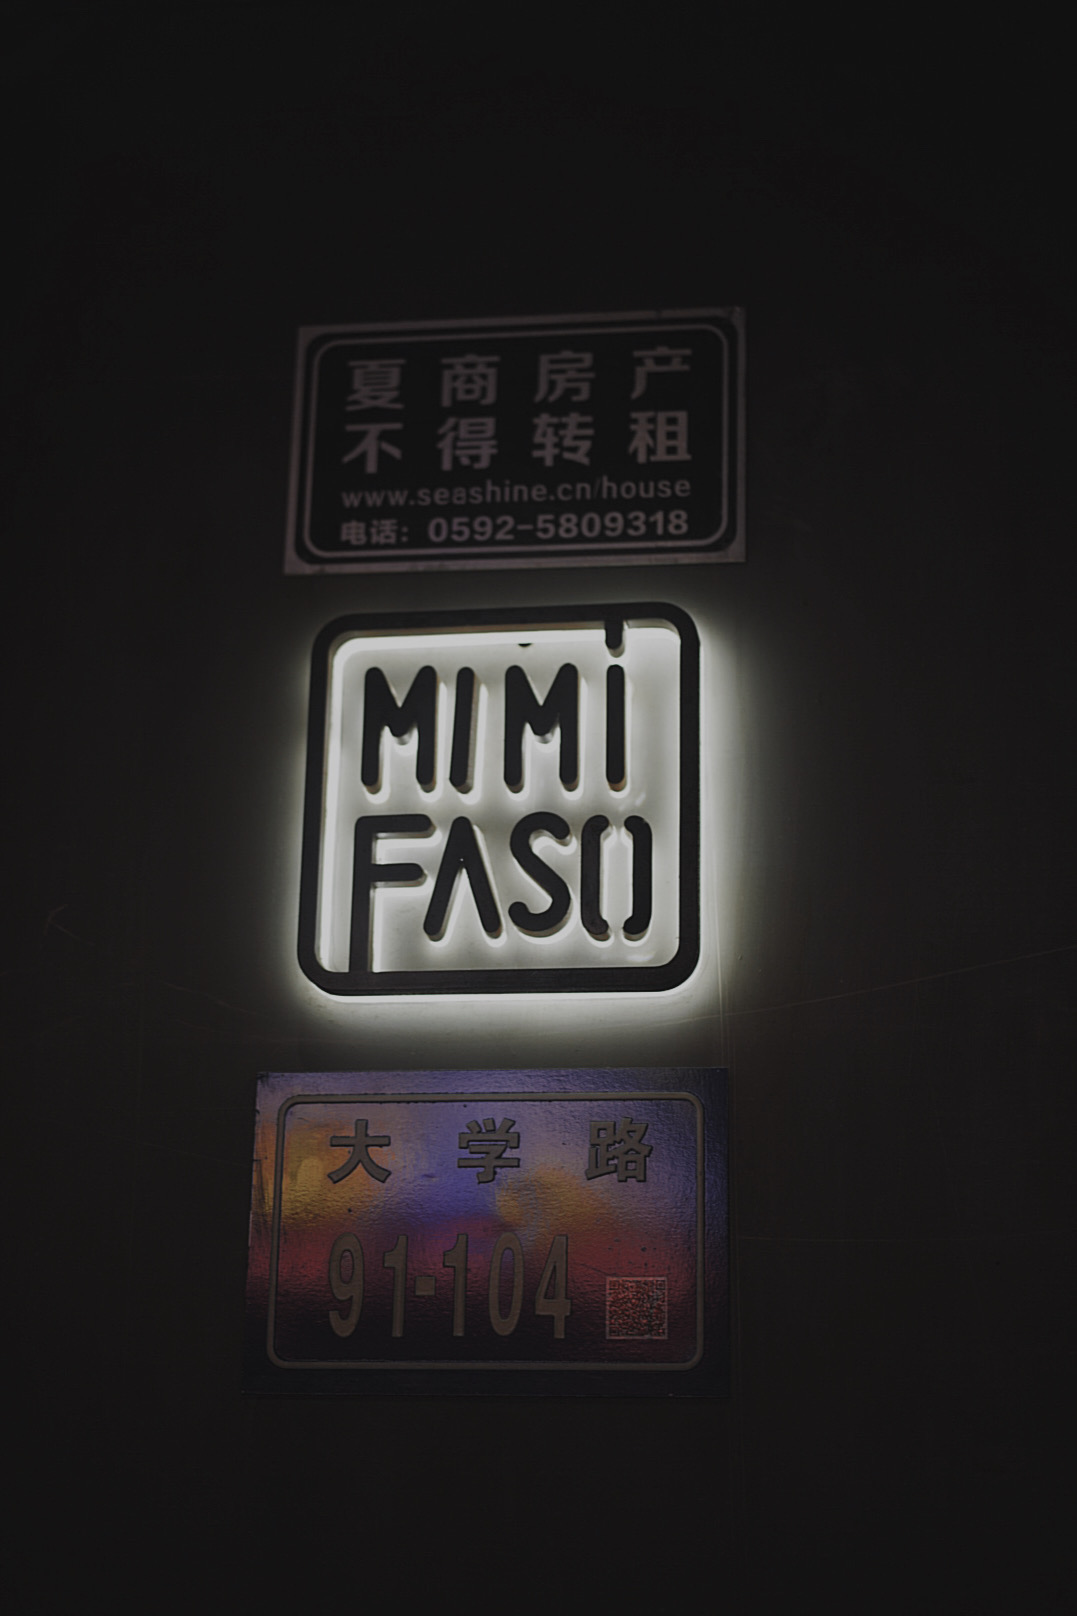 夏商房产
不得转租
www.seashine.cn/house
电话：0592-5809318
MIMI
FASO
大学路
91-104